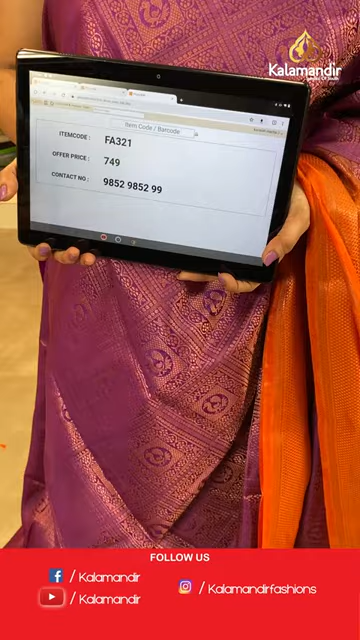 Kalamandir
Item Code / Barcode
ITEMCODE : FA321
OFFER PRICE : 749
CONTACT NO : 9852 9852 99
FOLLOW US
/ Kalamandir
/ Kalamandirfashions
/ Kalamandir